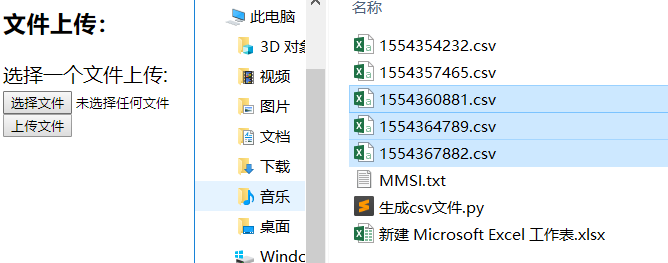 文件上传：
选择一个文件上传:
选择文件 未选择任何文件
上传文件
此电脑
3D 对象
视频
图片
文档
下载
音乐
桌面
Windo
名称
1554354232.csv
1554357465.csv
1554360881.csv
1554364789.csv
1554367882.csv
MMSI.txt
生成csv文件.py
新建 Microsoft Excel 工作表.xlsx